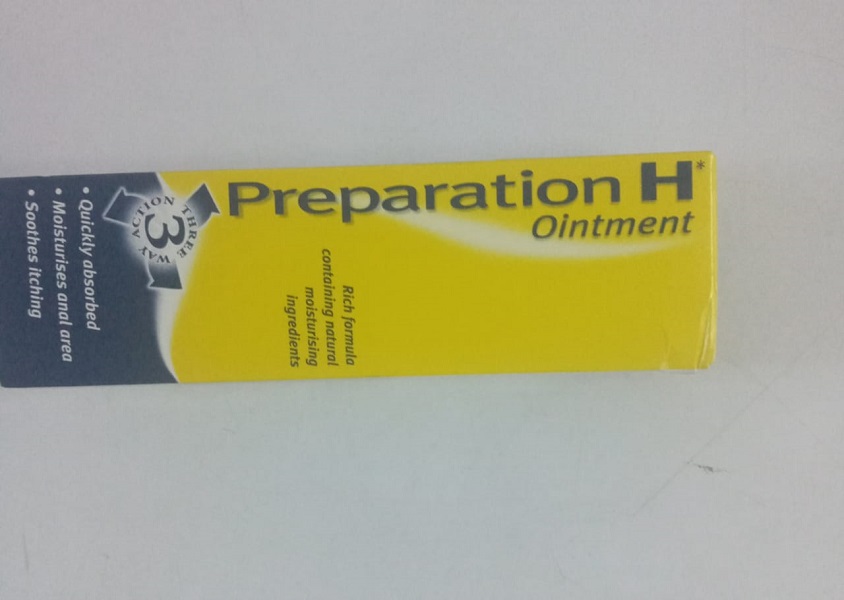 Preparation H*
Ointment
Rich formula
containing natural
moisturising
ingredients
THREE WAY ACTION
3
• Quickly absorbed
• Moisturises anal area
• Soothes itching